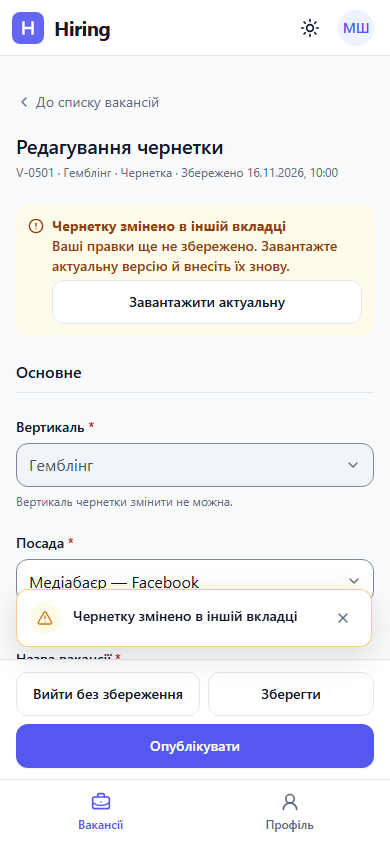 H Hiring МШ
До списку вакансій
Редагування чернетки
V-0501 · Гемблінг · Чернетка · Збережено 16.11.2026, 10:00
Чернетку змінено в іншій вкладці
Ваші правки ще не збережено. Завантажте
актуальну версію й внесіть їх знову.
Завантажити актуальну
Основне
Вертикаль *
Гемблінг
Вертикаль чернетки змінити не можна.
Посада *
Медіабаєр — Facebook
Чернетку змінено в іншій вкладці
Назва вакансії *
Вийти без збереження Зберегти
Опублікувати
Вакансії Профіль